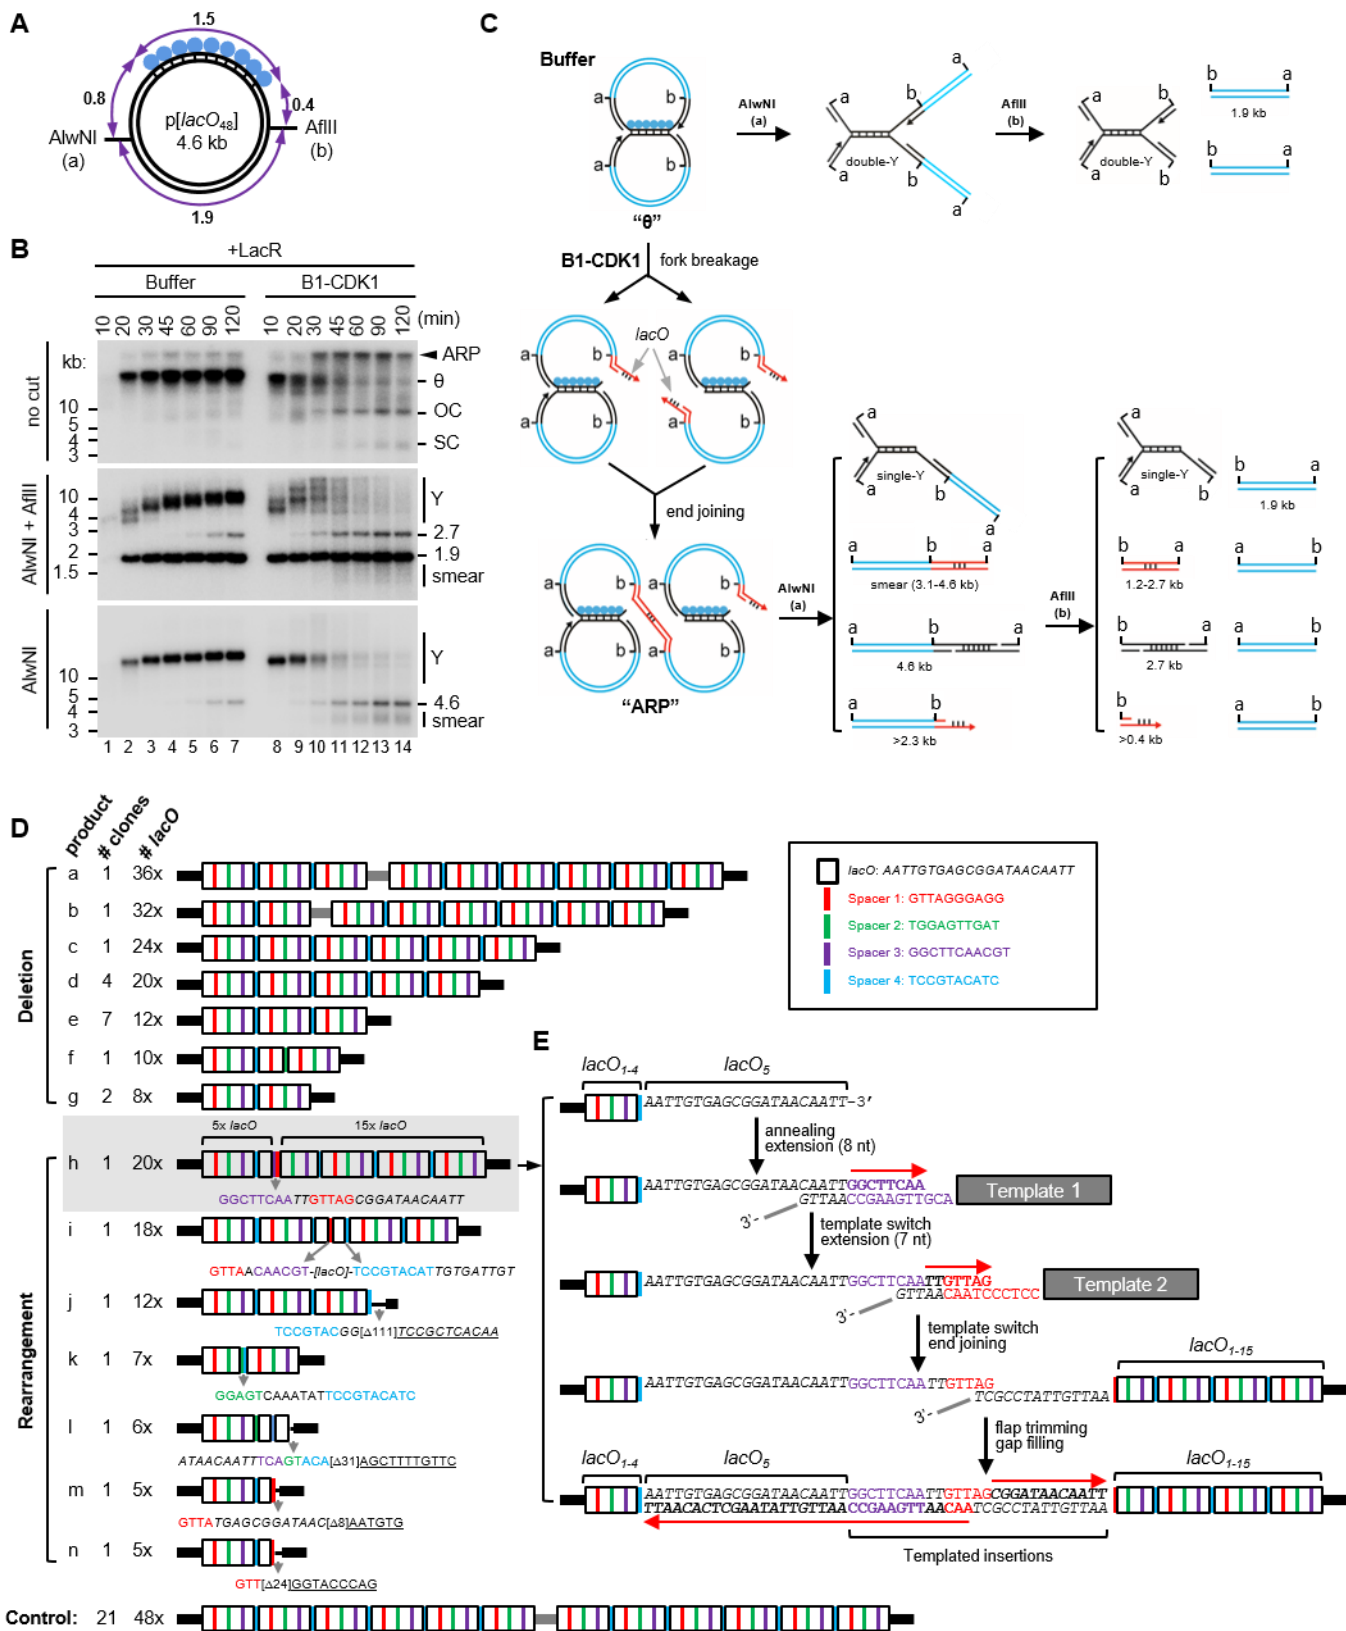 A
1.5
0.8
0.4
p[lacO48]
4.6 kb
AlwNI
(a)
AflII
(b)
1.9
B
+LacR
Buffer
B1-CDK1
10 20 30 45 60 90 120 10 20 30 45 60 90 120 (min)
no cut
kb:
10
5
4
3
ARP
θ
OC
SC
AlwNI + AflII
10
5
4
3
2
1.5
Y
2.7
1.9
smear
AlwNI
10
5
4
3
Y
4.6
smear
1 2 3 4 5 6 7 8 9 10 11 12 13 14
C
Buffer
a b
a b
"θ"
AlwNI
(a)
a b a
double-Y
a b a
AflII
(b)
a b
double-Y
a b
b a
1.9 kb
b a
B1-CDK1
fork breakage
lacO
a b
a b
end joining
a b
a b
"ARP"
AlwNI
(a)
a
single-Y
a b
a
a b a
smear (3.1-4.6 kb)
a b a
4.6 kb
a b
>2.3 kb
AflII
(b)
a
single-Y
a b
b a
1.9 kb
a a
1.2-2.7 kb
a b
b a
2.7 kb
a b
b
>0.4 kb
a b
D
product
# clones
# lacO
Deletion
a 1 36x
b 1 32x
c 1 24x
d 4 20x
e 7 12x
f 1 10x
g 2 8x
lacO: AATTGTGAGCGGATAACAATT
Spacer 1: GTTAGGGAGG
Spacer 2: TGGAGTTGAT
Spacer 3: GGCTTCAACGT
Spacer 4: TCCGTACATC
Rearrangement
5x lacO
15x lacO
h 1 20x
GGCTTCAATTGTTAGCGGATAACAATT
i 1 18x
GTTAACAACGT-[lacO]-TCCGTACATTGTGATTGT
j 1 12x
TCCGTACGG[Δ111]TCCGCTCACAA
k 1 7x
GGAGTCAAATATTCCGTACATC
l 1 6x
ATAACAATTTCAGTACA[Δ31]AGCTTTTGTTC
m 1 5x
GTTATGAGCGGATAAC[Δ8]AATGTG
n 1 5x
GTT[Δ24]GGTACCCAG
Control: 21 48x
E
lacO1-4
lacO5
AATTGTGAGCGGATAACAATT–3'
annealing
extension (8 nt)
AATTGTGAGCGGATAACAATTGGCTTCAA
GTTAACCGAAGTTGCA
3'-
Template 1
template switch
extension (7 nt)
AATTGTGAGCGGATAACAATTGGCTTCAATTGTTAG
GTTAACAATCCCTCC
3'-
Template 2
template switch
end joining
lacO1-15
AATTGTGAGCGGATAACAATTGGCTTCAATTGTTAG
TCGCCTATTGTTAA
3'-
flap trimming
gap filling
lacO1-4
lacO5
lacO1-15
AATTGTGAGCGGATAACAATTGGCTTCAATTGTTAGCGGATAACAATT
TTAACACTCGAATATTGTTAACCGAAGTTAACAATCGCCTATTGTTAA
Templated insertions